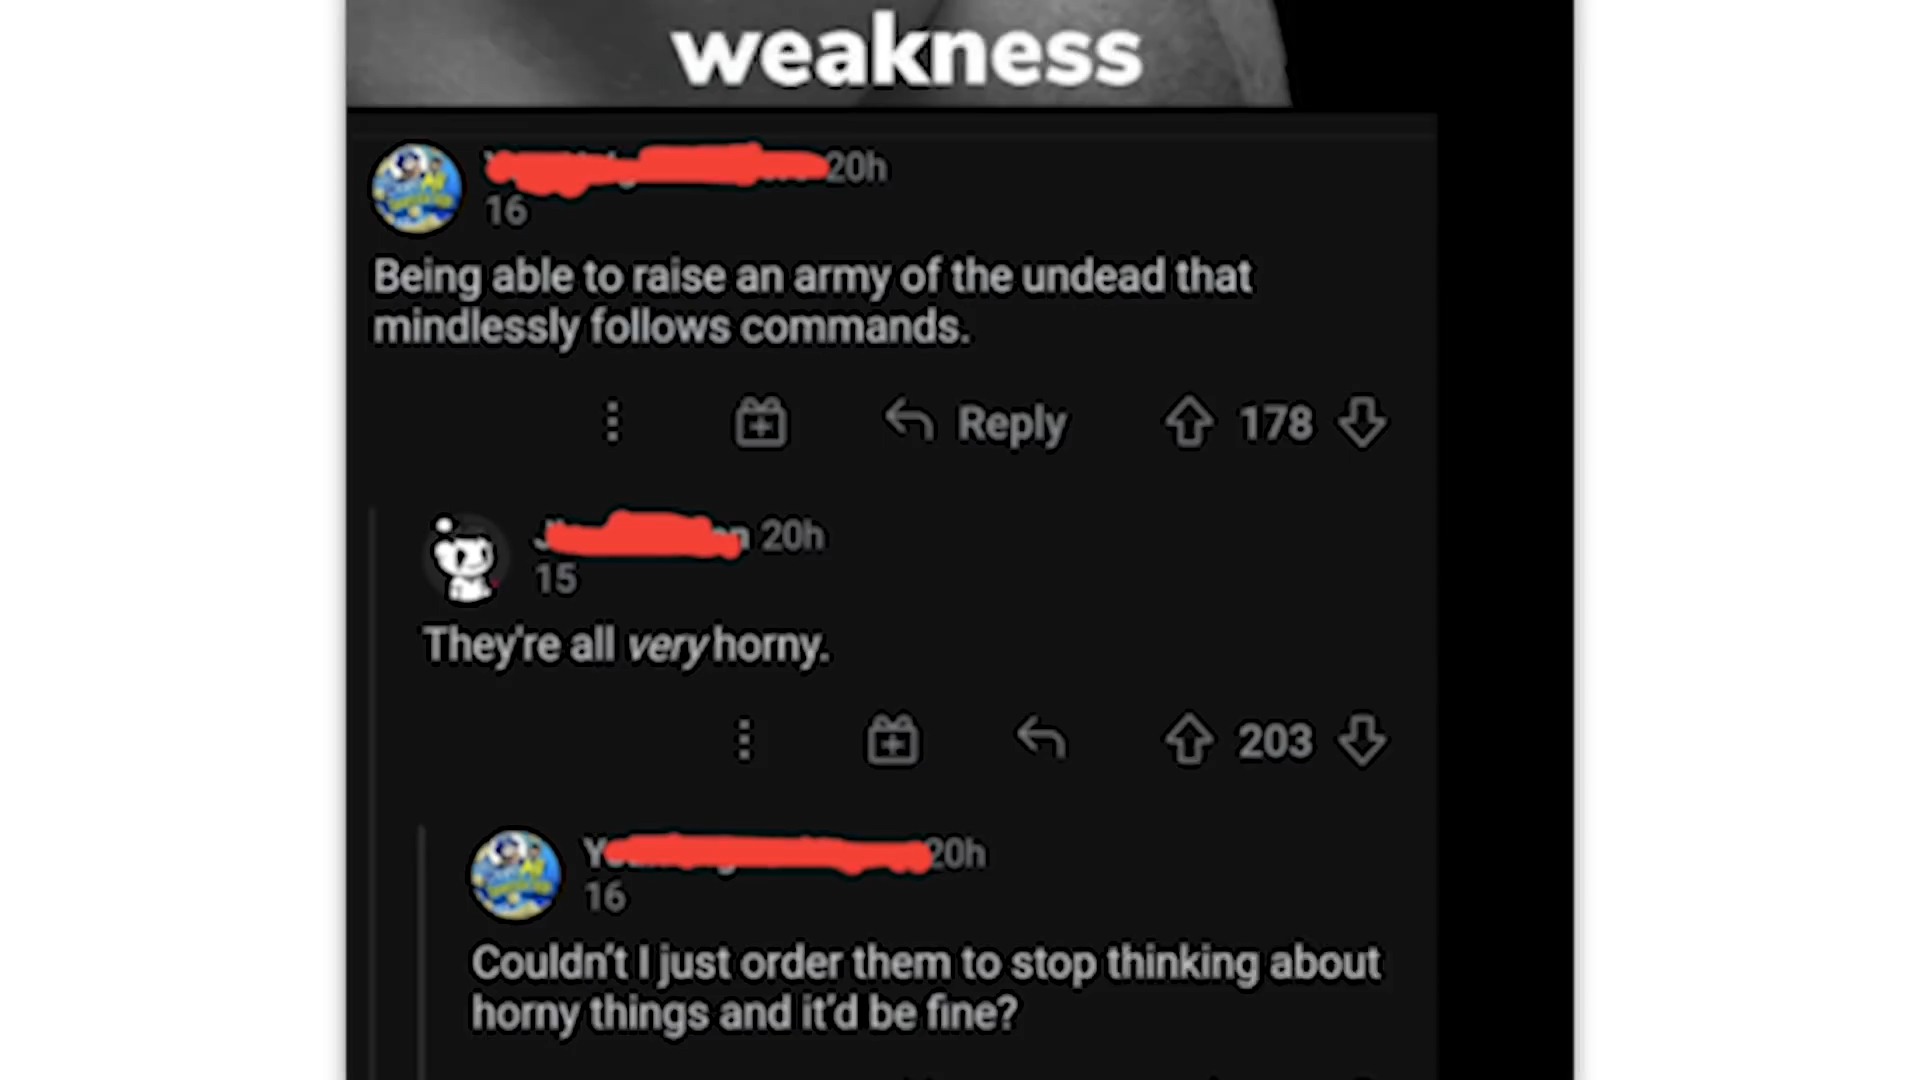 weakness
20h
16
Being able to raise an army of the undead that
mindlessly follows commands.
Reply 178
20h
15
They're all very horny.
203
20h
16
Couldn't I just order them to stop thinking about
horny things and it'd be fine?